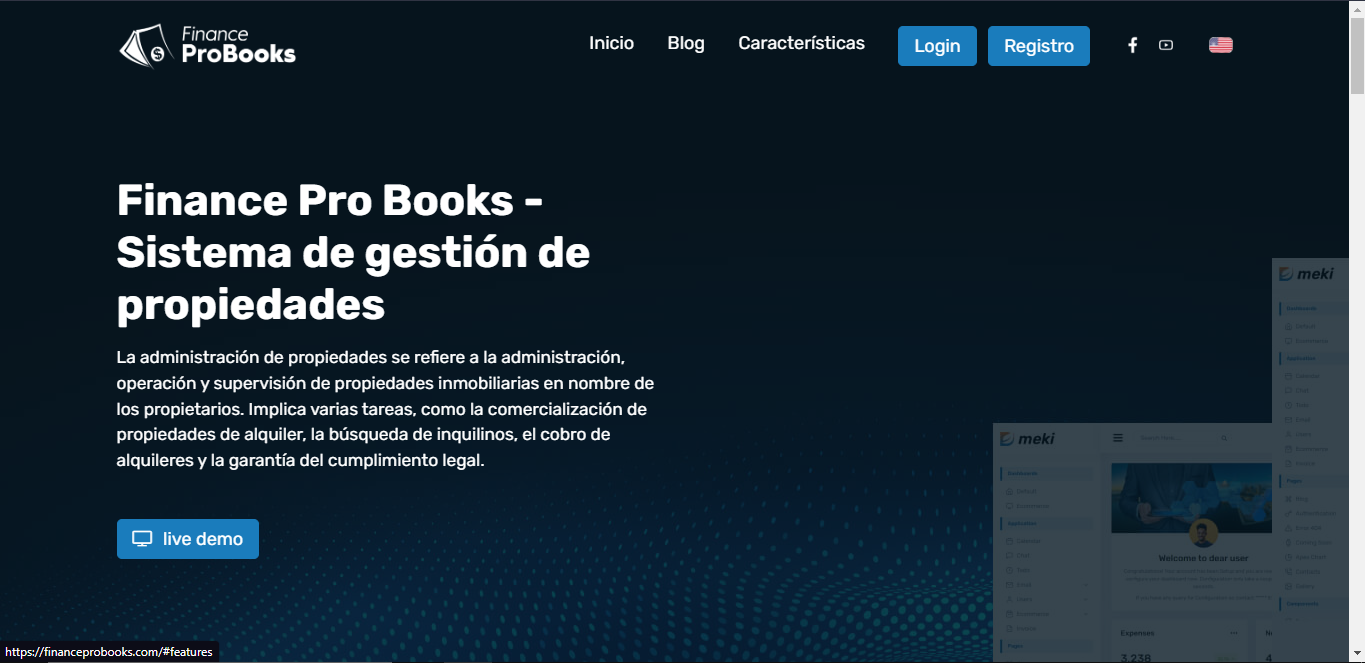 Finance
ProBooks
Inicio
Blog
Características
Login
Registro
Finance Pro Books -
Sistema de gestión de
propiedades
La administración de propiedades se refiere a la administración,
operación y supervisión de propiedades inmobiliarias en nombre de
los propietarios. Implica varias tareas, como la comercialización de
propiedades de alquiler, la búsqueda de inquilinos, el cobro de
alquileres y la garantía del cumplimiento legal.
live demo
meki
meki
Welcome to dear user
Expenses
3,238
https://financeprobooks.com/#features